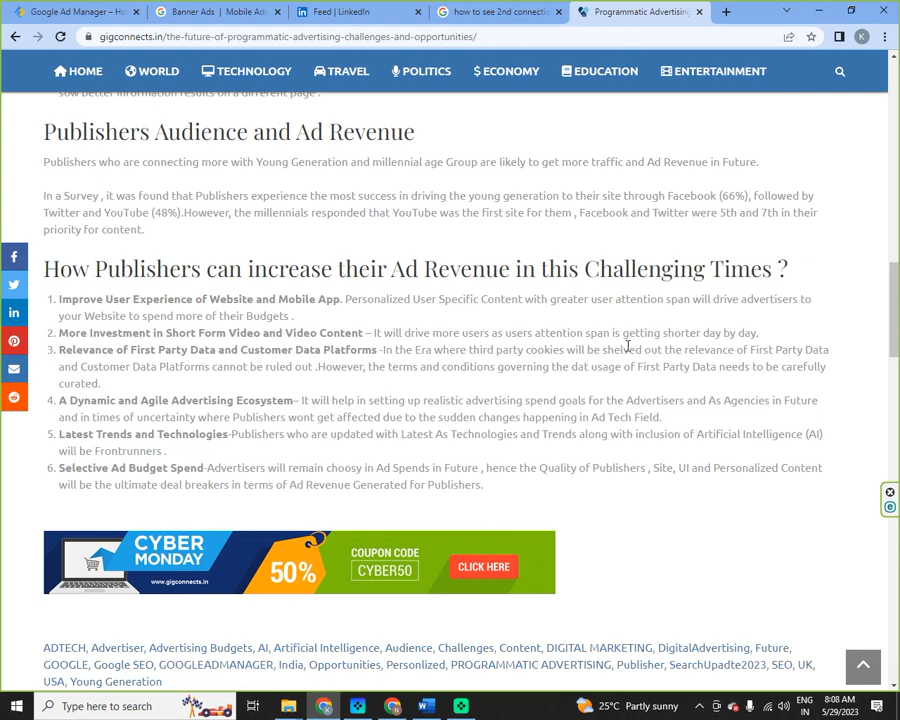 Google Ad Manager - Ho
Banner Ads | Mobile Ads
Feed | LinkedIn
how to see 2nd connectio
Programmatic Advertising
gigconnects.in/the-future-of-programmatic-advertising-challenges-and-opportunities/
K
HOME
WORLD
TECHNOLOGY
TRAVEL
POLITICS
$ ECONOMY
EDUCATION
ENTERTAINMENT
sow better information results on a different page .
Publishers Audience and Ad Revenue
Publishers who are connecting more with Young Generation and millennial age Group are likely to get more traffic and Ad Revenue in Future.
In a Survey , it was found that Publishers experience the most success in driving the young generation to their site through Facebook (66%), followed by
Twitter and YouTube (48%).However, the millennials responded that YouTube was the first site for them , Facebook and Twitter were 5th and 7th in their
priority for content.
How Publishers can increase their Ad Revenue in this Challenging Times ?
1. Improve User Experience of Website and Mobile App. Personalized User Specific Content with greater user attention span will drive advertisers to
your Website to spend more of their Budgets .
2. More Investment in Short Form Video and Video Content – It will drive more users as users attention span is getting shorter day by day.
3. Relevance of First Party Data and Customer Data Platforms -In the Era where third party cookies will be shelved out the relevance of First Party Data
and Customer Data Platforms cannot be ruled out .However, the terms and conditions governing the dat usage of First Party Data needs to be carefully
curated.
4. A Dynamic and Agile Advertising Ecosystem– It will help in setting up realistic advertising spend goals for the Advertisers and As Agencies in Future
and in times of uncertainty where Publishers wont get affected due to the sudden changes happening in Ad Tech Field.
5. Latest Trends and Technologies-Publishers who are updated with Latest As Technologies and Trends along with inclusion of Artificial Intelligence (AI)
will be Frontrunners .
6. Selective Ad Budget Spend-Advertisers will remain choosy in Ad Spends in Future , hence the Quality of Publishers , Site, UI and Personalized Content
will be the ultimate deal breakers in terms of Ad Revenue Generated for Publishers.
CYBER
MONDAY
www.gigconnects.in
50%
COUPON CODE
CYBER50
CLICK HERE
ADTECH, Advertiser, Advertising Budgets, AI, Artificial Intelligence, Audience, Challenges, Content, DIGITAL MARKETING, DigitalAdvertising, Future,
GOOGLE, Google SEO, GOOGLEADMANAGER, India, Opportunities, Personlized, PROGRAMMATIC ADVERTISING, Publisher, SearchUpadte2023, SEO, UK,
USA, Young Generation
Type here to search
25°C Partly sunny
ENG
IN
8:08 AM
5/29/2023